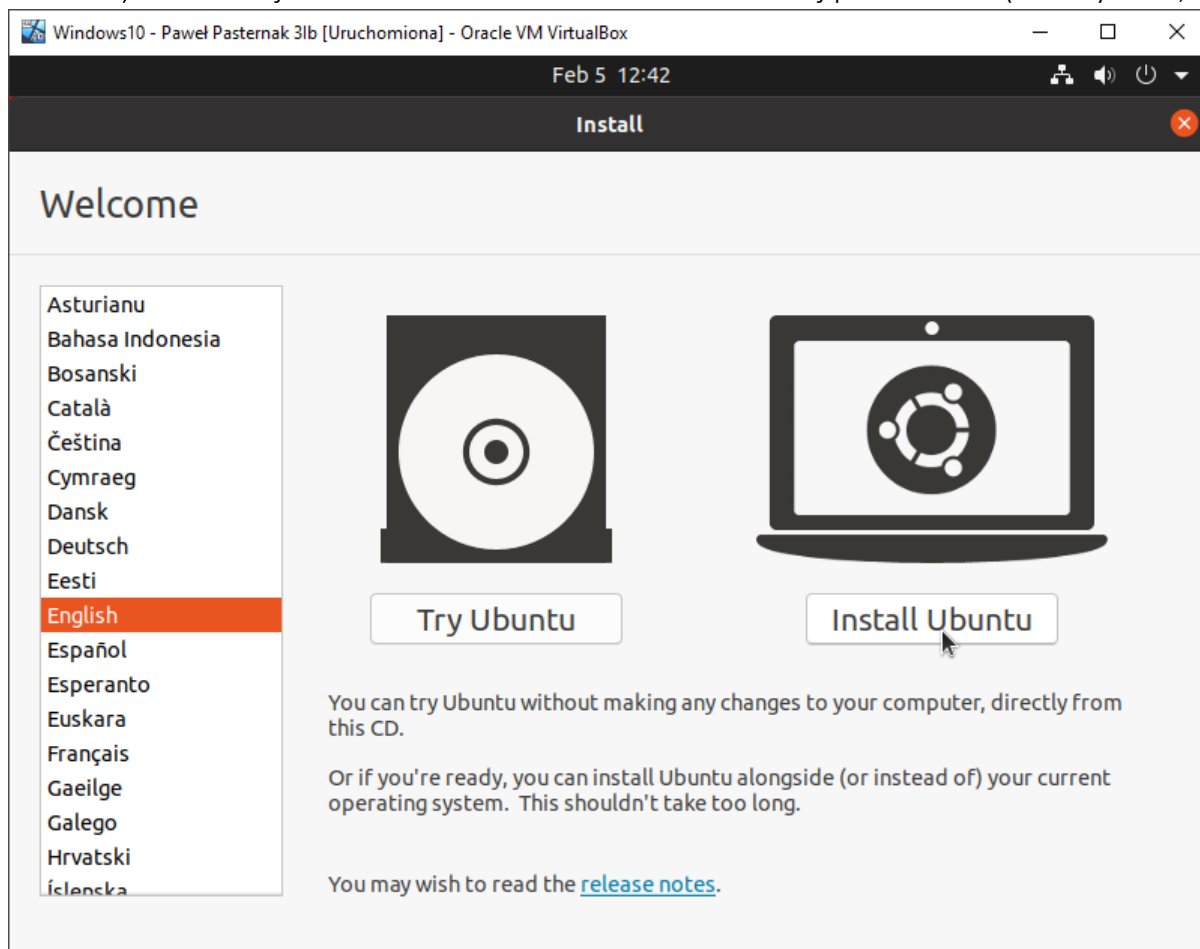 Windows10 - Paweł Pasternak 3lb [Uruchomiona] - Oracle VM VirtualBox
Feb 5 12:42
Install
Welcome
Asturianu
Bahasa Indonesia
Bosanski
Català
Čeština
Cymraeg
Dansk
Deutsch
Eesti
English
Español
Esperanto
Euskara
Français
Gaeilge
Galego
Hrvatski
Íslenska
Try Ubuntu
Install Ubuntu
You can try Ubuntu without making any changes to your computer, directly from
this CD.
Or if you're ready, you can install Ubuntu alongside (or instead of) your current
operating system. This shouldn't take too long.
You may wish to read the release notes.